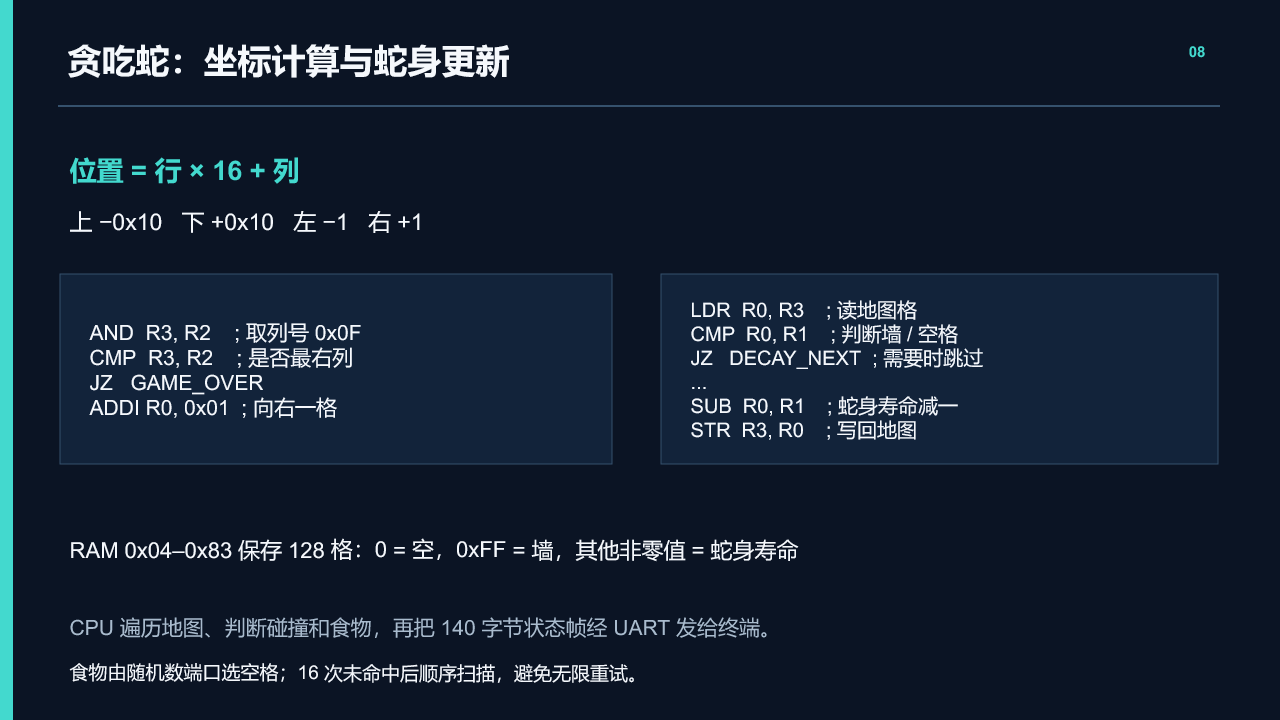 贪吃蛇：坐标计算与蛇身更新
08
位置 = 行 × 16 + 列
上 −0x10   下 +0x10   左 −1   右 +1
AND  R3, R2    ; 取列号 0x0F
CMP  R3, R2    ; 是否最右列
JZ   GAME_OVER
ADDI R0, 0x01  ; 向右一格
LDR  R0, R3    ; 读地图格
CMP  R0, R1    ; 判断墙 / 空格
JZ   DECAY_NEXT  ; 需要时跳过
...
SUB  R0, R1    ; 蛇身寿命减一
STR  R3, R0    ; 写回地图
RAM 0x04–0x83 保存 128 格：0 = 空，0xFF = 墙，其他非零值 = 蛇身寿命
CPU 遍历地图、判断碰撞和食物，再把 140 字节状态帧经 UART 发给终端。
食物由随机数端口选空格；16 次未命中后顺序扫描，避免无限重试。